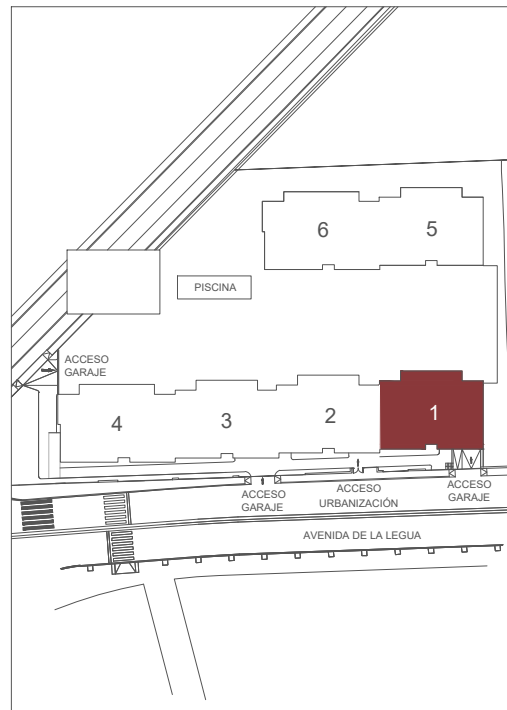 6
5
PISCINA
ACCESO
GARAJE
4
3
2
1
ACCESO
GARAJE
ACCESO
URBANIZACIÓN
ACCESO
GARAJE
AVENIDA DE LA LEGUA